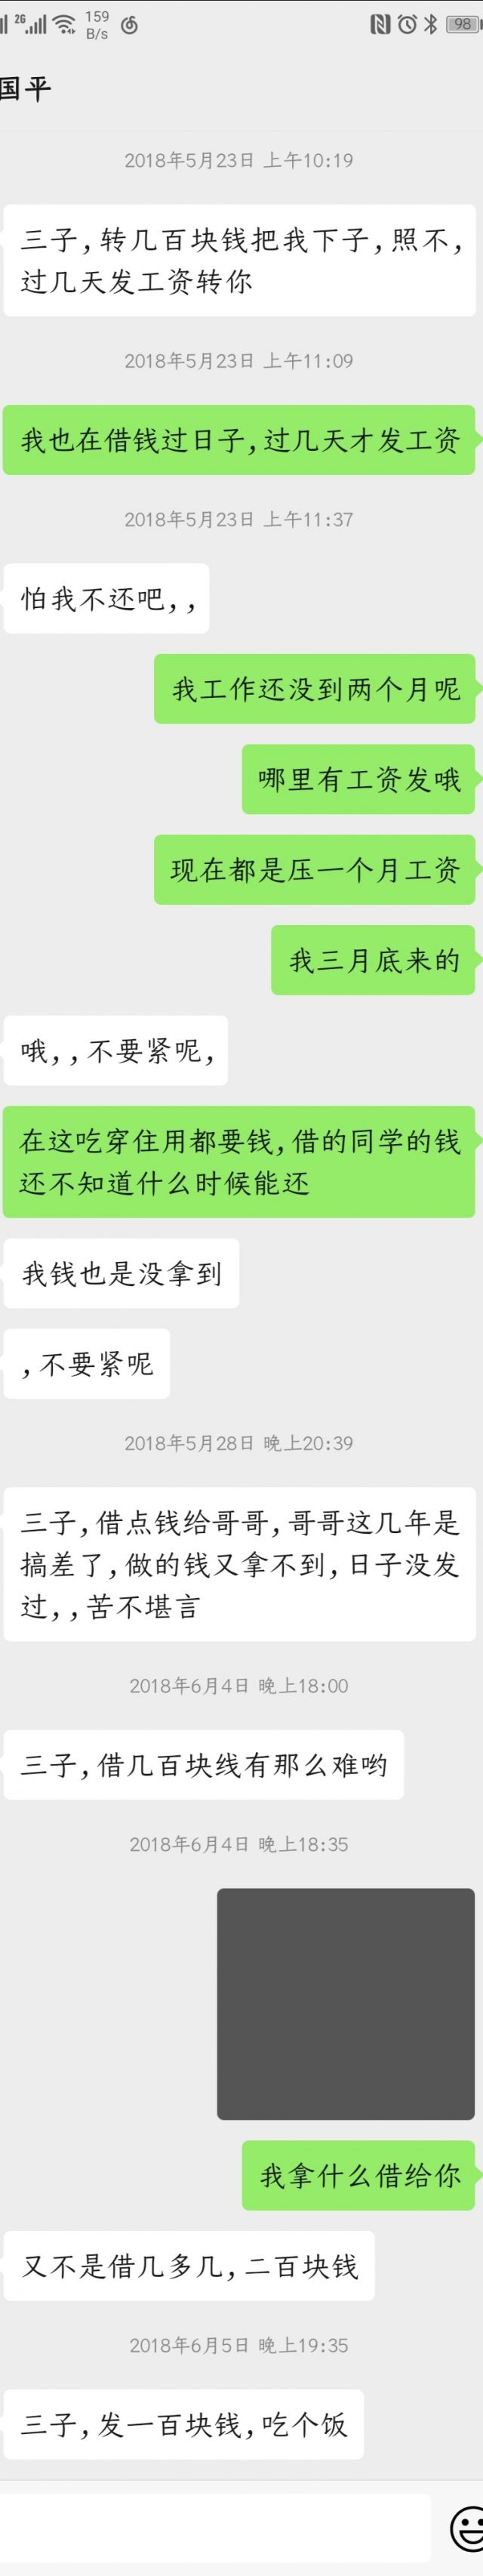 2G
159
B/s
98
国平
2018年5月23日 上午10:19
三子,转几百块钱把我下子,照不,
过几天发工资转你
2018年5月23日 上午11:09
我也在借钱过日子,过几天才发工资
2018年5月23日 上午11:37
怕我不还吧,,
我工作还没到两个月呢
哪里有工资发哦
现在都是压一个月工资
我三月底来的
哦,,不要紧呢,
在这吃穿住用都要钱,借的同学的钱
还不知道什么时候能还
我钱也是没拿到
,不要紧呢
2018年5月28日 晚上20:39
三子,借点钱给哥哥,哥哥这几年是
搞差了,做的钱又拿不到,日子没发
过,,苦不堪言
2018年6月4日 晚上18:00
三子,借几百块线有那么难哟
2018年6月4日 晚上18:35
我拿什么借给你
又不是借几多几,二百块钱
2018年6月5日 晚上19:35
三子,发一百块钱,吃个饭